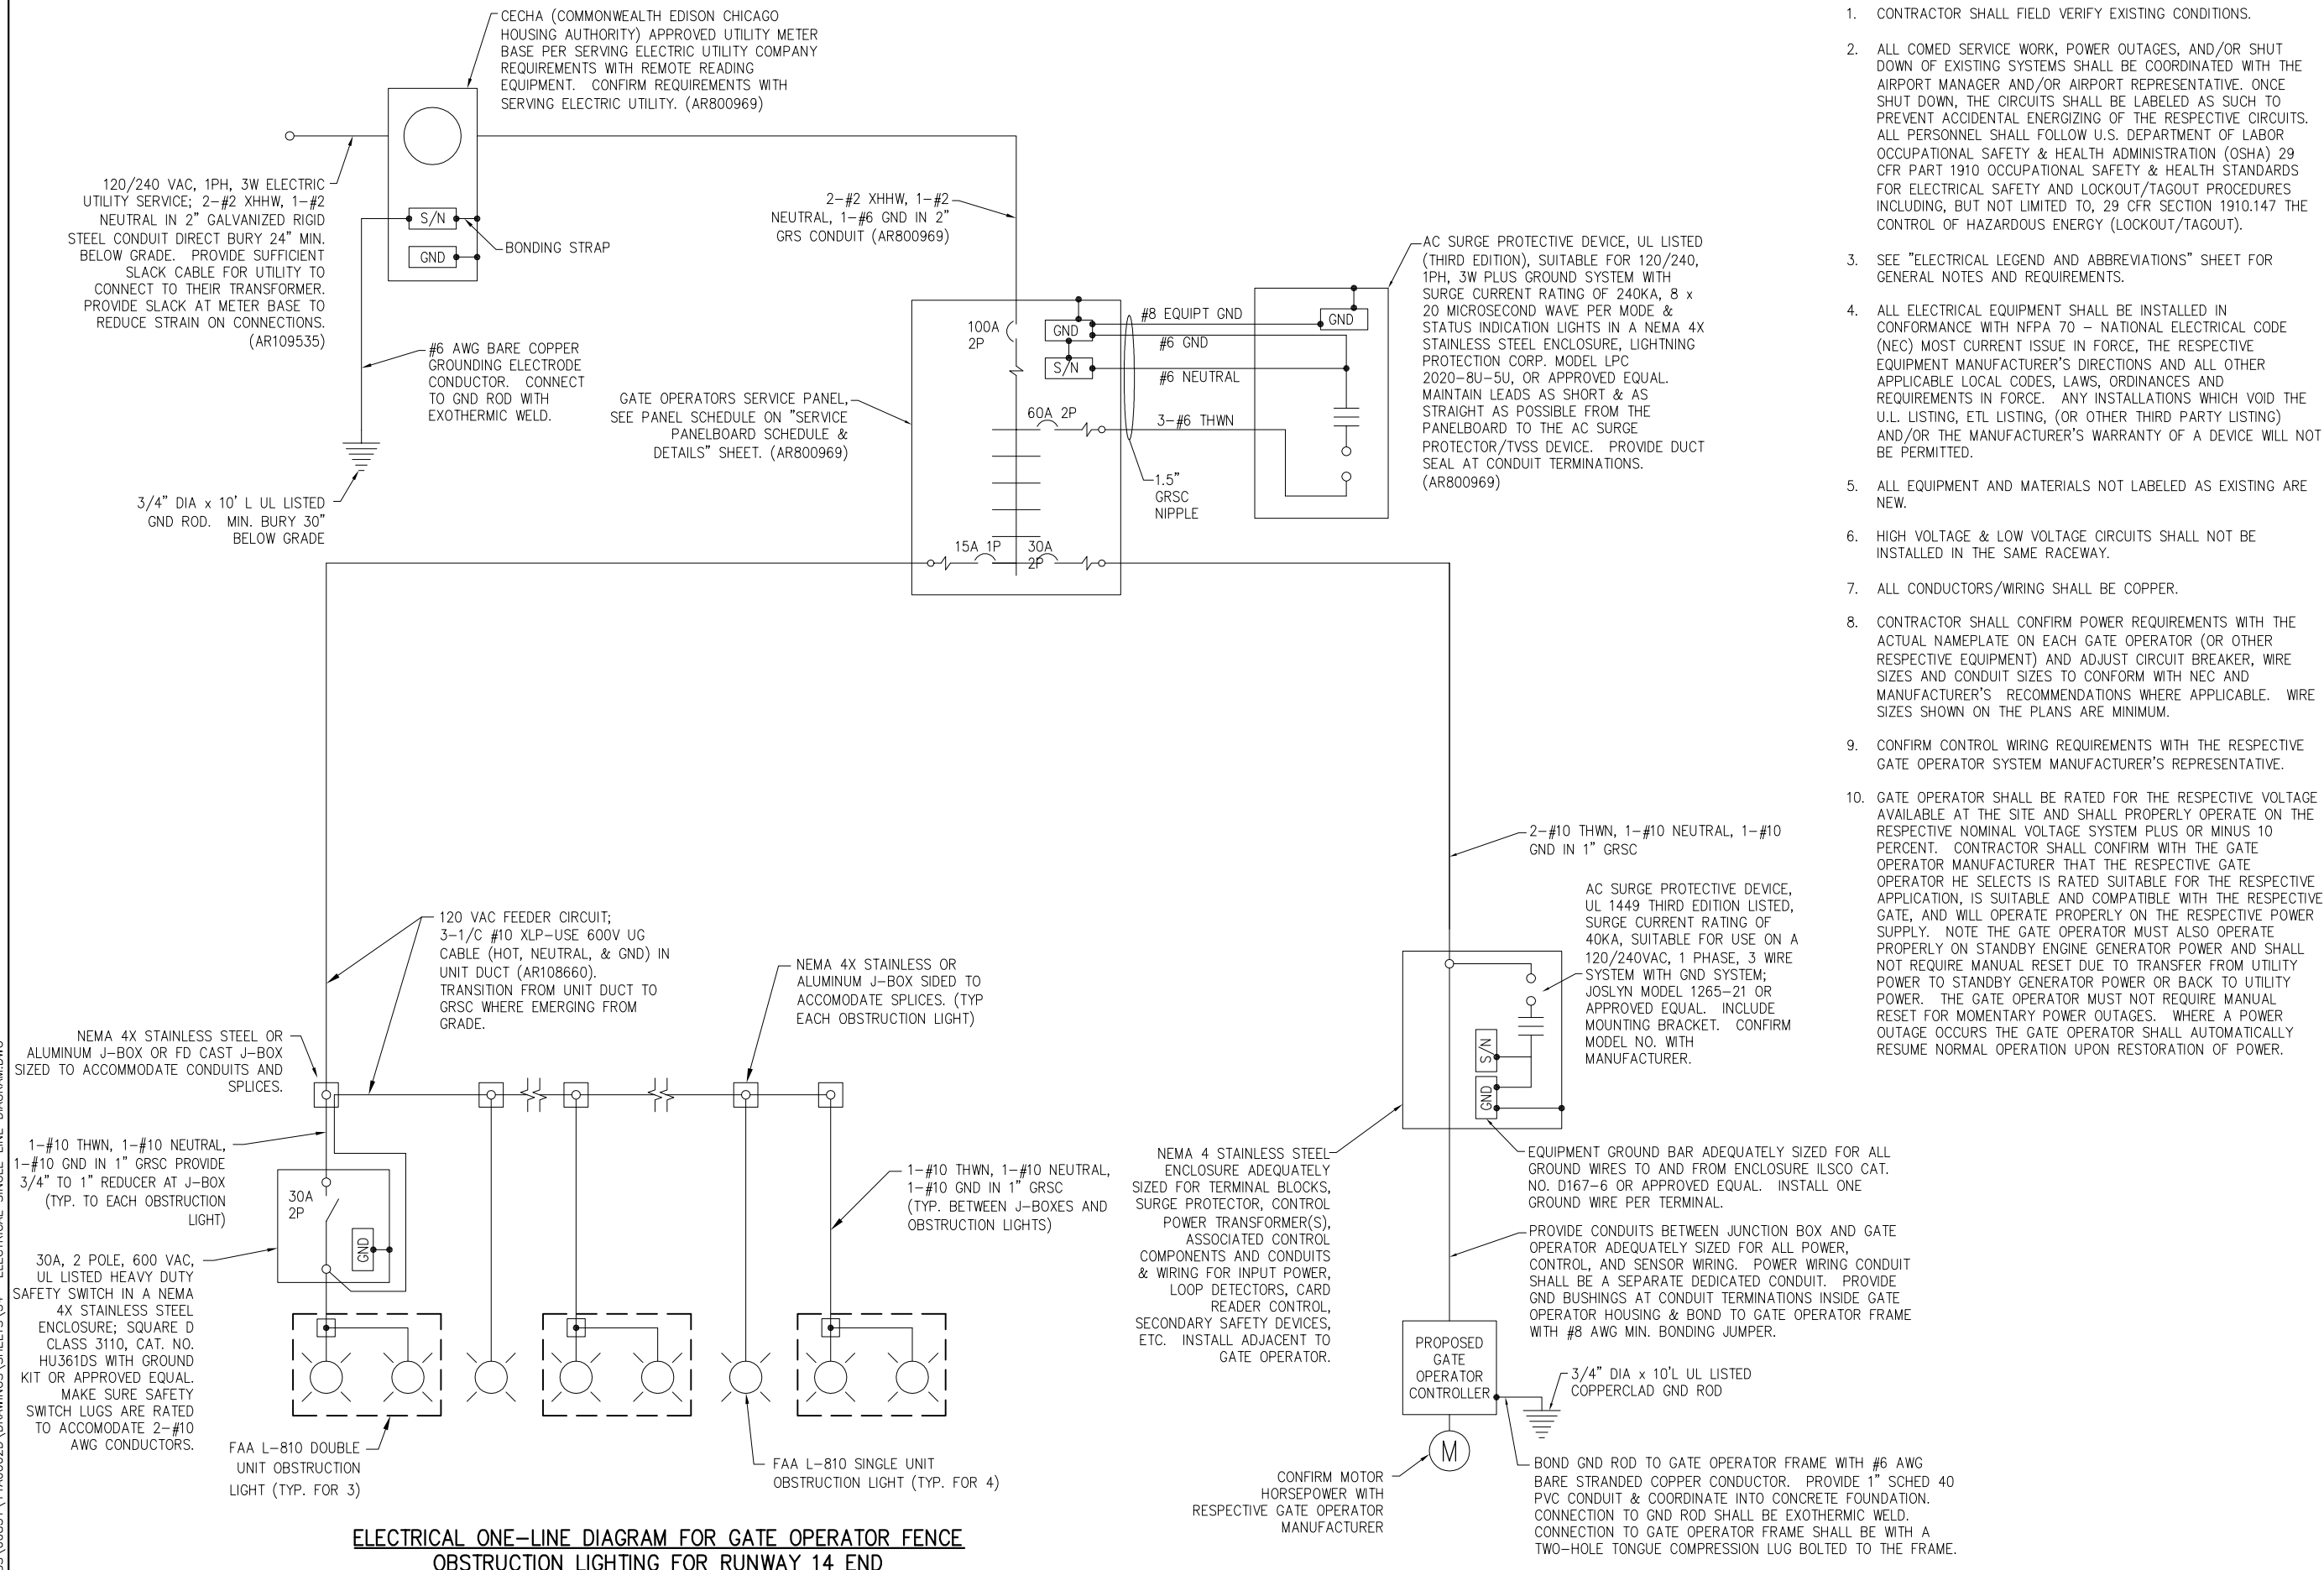 CECHA (COMMONWEALTH EDISON CHICAGO
HOUSING AUTHORITY) APPROVED UTILITY METER
BASE PER SERVING ELECTRIC UTILITY COMPANY
REQUIREMENTS WITH REMOTE READING
EQUIPMENT. CONFIRM REQUIREMENTS WITH
SERVING ELECTRIC UTILITY. (AR800969)
120/240 VAC, 1PH, 3W ELECTRIC
UTILITY SERVICE; 2-#2 XHHW, 1-#2
NEUTRAL IN 2" GALVANIZED RIGID
STEEL CONDUIT DIRECT BURY 24" MIN.
BELOW GRADE. PROVIDE SUFFICIENT
SLACK CABLE FOR UTILITY TO
CONNECT TO THEIR TRANSFORMER.
PROVIDE SLACK AT METER BASE TO
REDUCE STRAIN ON CONNECTIONS.
(AR109535)
S/N
GND
BONDING STRAP
#6 AWG BARE COPPER
GROUNDING ELECTRODE
CONDUCTOR. CONNECT
TO GND ROD WITH
EXOTHERMIC WELD.
3/4" DIA x 10' L UL LISTED
GND ROD. MIN. BURY 30"
BELOW GRADE
2-#2 XHHW, 1-#2
NEUTRAL, 1-#6 GND IN 2"
GRS CONDUIT (AR800969)
GATE OPERATORS SERVICE PANEL,
SEE PANEL SCHEDULE ON "SERVICE
PANELBOARD SCHEDULE &
DETAILS" SHEET. (AR800969)
100A
2P
GND
S/N
60A 2P
15A 1P
30A
2P
#8 EQUIPT GND
#6 GND
#6 NEUTRAL
3-#6 THWN
1.5"
GRSC
NIPPLE
GND
AC SURGE PROTECTIVE DEVICE, UL LISTED
(THIRD EDITION), SUITABLE FOR 120/240,
1PH, 3W PLUS GROUND SYSTEM WITH
SURGE CURRENT RATING OF 240KA, 8 x
20 MICROSECOND WAVE PER MODE &
STATUS INDICATION LIGHTS IN A NEMA 4X
STAINLESS STEEL ENCLOSURE, LIGHTNING
PROTECTION CORP. MODEL LPC
2020-8U-5U, OR APPROVED EQUAL.
MAINTAIN LEADS AS SHORT & AS
STRAIGHT AS POSSIBLE FROM THE
PANELBOARD TO THE AC SURGE
PROTECTOR/TVSS DEVICE. PROVIDE DUCT
SEAL AT CONDUIT TERMINATIONS.
(AR800969)
120 VAC FEEDER CIRCUIT;
3-1/C #10 XLP-USE 600V UG
CABLE (HOT, NEUTRAL, & GND) IN
UNIT DUCT (AR108660).
TRANSITION FROM UNIT DUCT TO
GRSC WHERE EMERGING FROM
GRADE.
NEMA 4X STAINLESS OR
ALUMINUM J-BOX SIDED TO
ACCOMODATE SPLICES. (TYP
EACH OBSTRUCTION LIGHT)
NEMA 4X STAINLESS STEEL OR
ALUMINUM J-BOX OR FD CAST J-BOX
SIZED TO ACCOMMODATE CONDUITS AND
SPLICES.
1-#10 THWN, 1-#10 NEUTRAL,
1-#10 GND IN 1" GRSC PROVIDE
3/4" TO 1" REDUCER AT J-BOX
(TYP. TO EACH OBSTRUCTION
LIGHT)
30A
2P
GND
30A, 2 POLE, 600 VAC,
UL LISTED HEAVY DUTY
SAFETY SWITCH IN A NEMA
4X STAINLESS STEEL
ENCLOSURE; SQUARE D
CLASS 3110, CAT. NO.
HU361DS WITH GROUND
KIT OR APPROVED EQUAL.
MAKE SURE SAFETY
SWITCH LUGS ARE RATED
TO ACCOMODATE 2-#10
AWG CONDUCTORS.
1-#10 THWN, 1-#10 NEUTRAL,
1-#10 GND IN 1" GRSC
(TYP. BETWEEN J-BOXES AND
OBSTRUCTION LIGHTS)
FAA L-810 DOUBLE
UNIT OBSTRUCTION
LIGHT (TYP. FOR 3)
FAA L-810 SINGLE UNIT
OBSTRUCTION LIGHT (TYP. FOR 4)
2-#10 THWN, 1-#10 NEUTRAL, 1-#10
GND IN 1" GRSC
AC SURGE PROTECTIVE DEVICE,
UL 1449 THIRD EDITION LISTED,
SURGE CURRENT RATING OF
40KA, SUITABLE FOR USE ON A
120/240VAC, 1 PHASE, 3 WIRE
SYSTEM WITH GND SYSTEM;
JOSLYN MODEL 1265-21 OR
APPROVED EQUAL. INCLUDE
MOUNTING BRACKET. CONFIRM
MODEL NO. WITH
MANUFACTURER.
S/N
GND
NEMA 4 STAINLESS STEEL
ENCLOSURE ADEQUATELY
SIZED FOR TERMINAL BLOCKS,
SURGE PROTECTOR, CONTROL
POWER TRANSFORMER(S),
ASSOCIATED CONTROL
COMPONENTS AND CONDUITS
& WIRING FOR INPUT POWER,
LOOP DETECTORS, CARD
READER CONTROL,
SECONDARY SAFETY DEVICES,
ETC. INSTALL ADJACENT TO
GATE OPERATOR.
EQUIPMENT GROUND BAR ADEQUATELY SIZED FOR ALL
GROUND WIRES TO AND FROM ENCLOSURE ILSCO CAT.
NO. D167-6 OR APPROVED EQUAL. INSTALL ONE
GROUND WIRE PER TERMINAL.
PROVIDE CONDUITS BETWEEN JUNCTION BOX AND GATE
OPERATOR ADEQUATELY SIZED FOR ALL POWER,
CONTROL, AND SENSOR WIRING. POWER WIRING CONDUIT
SHALL BE A SEPARATE DEDICATED CONDUIT. PROVIDE
GND BUSHINGS AT CONDUIT TERMINATIONS INSIDE GATE
OPERATOR HOUSING & BOND TO GATE OPERATOR FRAME
WITH #8 AWG MIN. BONDING JUMPER.
PROPOSED
GATE
OPERATOR
CONTROLLER
3/4" DIA x 10'L UL LISTED
COPPERCLAD GND ROD
M
CONFIRM MOTOR
HORSEPOWER WITH
RESPECTIVE GATE OPERATOR
MANUFACTURER
BOND GND ROD TO GATE OPERATOR FRAME WITH #6 AWG
BARE STRANDED COPPER CONDUCTOR. PROVIDE 1" SCHED 40
PVC CONDUIT & COORDINATE INTO CONCRETE FOUNDATION.
CONNECTION TO GND ROD SHALL BE EXOTHERMIC WELD.
CONNECTION TO GATE OPERATOR FRAME SHALL BE WITH A
TWO-HOLE TONGUE COMPRESSION LUG BOLTED TO THE FRAME.
ELECTRICAL ONE-LINE DIAGRAM FOR GATE OPERATOR FENCE
OBSTRUCTION LIGHTING FOR RUNWAY 14 END
1. CONTRACTOR SHALL FIELD VERIFY EXISTING CONDITIONS.
2. ALL COMED SERVICE WORK, POWER OUTAGES, AND/OR SHUT
DOWN OF EXISTING SYSTEMS SHALL BE COORDINATED WITH THE
AIRPORT MANAGER AND/OR AIRPORT REPRESENTATIVE. ONCE
SHUT DOWN, THE CIRCUITS SHALL BE LABELED AS SUCH TO
PREVENT ACCIDENTAL ENERGIZING OF THE RESPECTIVE CIRCUITS.
ALL PERSONNEL SHALL FOLLOW U.S. DEPARTMENT OF LABOR
OCCUPATIONAL SAFETY & HEALTH ADMINISTRATION (OSHA) 29
CFR PART 1910 OCCUPATIONAL SAFETY & HEALTH STANDARDS
FOR ELECTRICAL SAFETY AND LOCKOUT/TAGOUT PROCEDURES
INCLUDING, BUT NOT LIMITED TO, 29 CFR SECTION 1910.147 THE
CONTROL OF HAZARDOUS ENERGY (LOCKOUT/TAGOUT).
3. SEE "ELECTRICAL LEGEND AND ABBREVIATIONS" SHEET FOR
GENERAL NOTES AND REQUIREMENTS.
4. ALL ELECTRICAL EQUIPMENT SHALL BE INSTALLED IN
CONFORMANCE WITH NFPA 70 - NATIONAL ELECTRICAL CODE
(NEC) MOST CURRENT ISSUE IN FORCE, THE RESPECTIVE
EQUIPMENT MANUFACTURER'S DIRECTIONS AND ALL OTHER
APPLICABLE LOCAL CODES, LAWS, ORDINANCES AND
REQUIREMENTS IN FORCE. ANY INSTALLATIONS WHICH VOID THE
U.L. LISTING, ETL LISTING, (OR OTHER THIRD PARTY LISTING)
AND/OR THE MANUFACTURER'S WARRANTY OF A DEVICE WILL NOT
BE PERMITTED.
5. ALL EQUIPMENT AND MATERIALS NOT LABELED AS EXISTING ARE
NEW.
6. HIGH VOLTAGE & LOW VOLTAGE CIRCUITS SHALL NOT BE
INSTALLED IN THE SAME RACEWAY.
7. ALL CONDUCTORS/WIRING SHALL BE COPPER.
8. CONTRACTOR SHALL CONFIRM POWER REQUIREMENTS WITH THE
ACTUAL NAMEPLATE ON EACH GATE OPERATOR (OR OTHER
RESPECTIVE EQUIPMENT) AND ADJUST CIRCUIT BREAKER, WIRE
SIZES AND CONDUIT SIZES TO CONFORM WITH NEC AND
MANUFACTURER'S RECOMMENDATIONS WHERE APPLICABLE. WIRE
SIZES SHOWN ON THE PLANS ARE MINIMUM.
9. CONFIRM CONTROL WIRING REQUIREMENTS WITH THE RESPECTIVE
GATE OPERATOR SYSTEM MANUFACTURER'S REPRESENTATIVE.
10. GATE OPERATOR SHALL BE RATED FOR THE RESPECTIVE VOLTAGE
AVAILABLE AT THE SITE AND SHALL PROPERLY OPERATE ON THE
RESPECTIVE NOMINAL VOLTAGE SYSTEM PLUS OR MINUS 10
PERCENT. CONTRACTOR SHALL CONFIRM WITH THE GATE
OPERATOR MANUFACTURER THAT THE RESPECTIVE GATE
OPERATOR HE SELECTS IS RATED SUITABLE FOR THE RESPECTIVE
APPLICATION, IS SUITABLE AND COMPATIBLE WITH THE RESPECTIVE
GATE, AND WILL OPERATE PROPERLY ON THE RESPECTIVE POWER
SUPPLY. NOTE THE GATE OPERATOR MUST ALSO OPERATE
PROPERLY ON STANDBY ENGINE GENERATOR POWER AND SHALL
NOT REQUIRE MANUAL RESET DUE TO TRANSFER FROM UTILITY
POWER TO STANDBY GENERATOR POWER OR BACK TO UTILITY
POWER. THE GATE OPERATOR MUST NOT REQUIRE MANUAL
RESET FOR MOMENTARY POWER OUTAGES. WHERE A POWER
OUTAGE OCCURS THE GATE OPERATOR SHALL AUTOMATICALLY
RESUME NORMAL OPERATION UPON RESTORATION OF POWER.